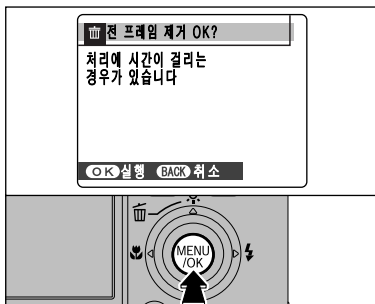 전 프레임 제거 OK?
처리에 시간이 걸리는
경우가 있습니다
OK 실행 BACK 취소
MENU
/OK